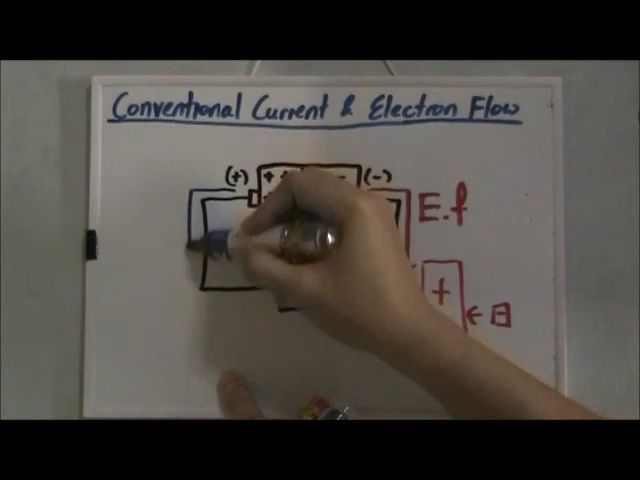 Conventional Current & Electron Flow
(+) + - (-)
E.f
+
← ⊟